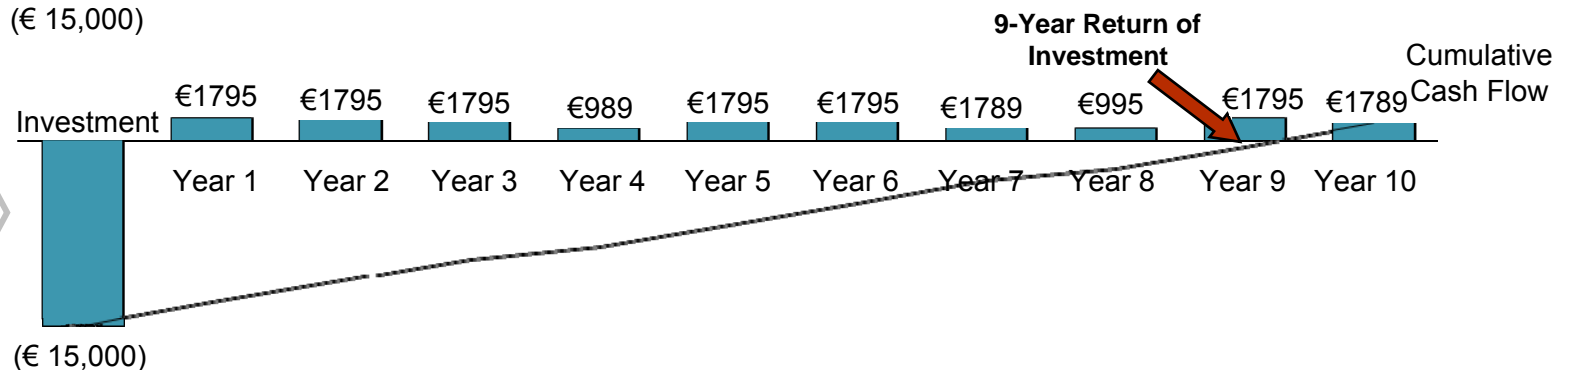 (€ 15,000)
9-Year Return of
Investment
Cumulative
Cash Flow
Investment
€1795
€1795
€1795
€989
€1795
€1795
€1789
€995
€1795
€1789
Year 1
Year 2
Year 3
Year 4
Year 5
Year 6
Year 7
Year 8
Year 9
Year 10
(€ 15,000)